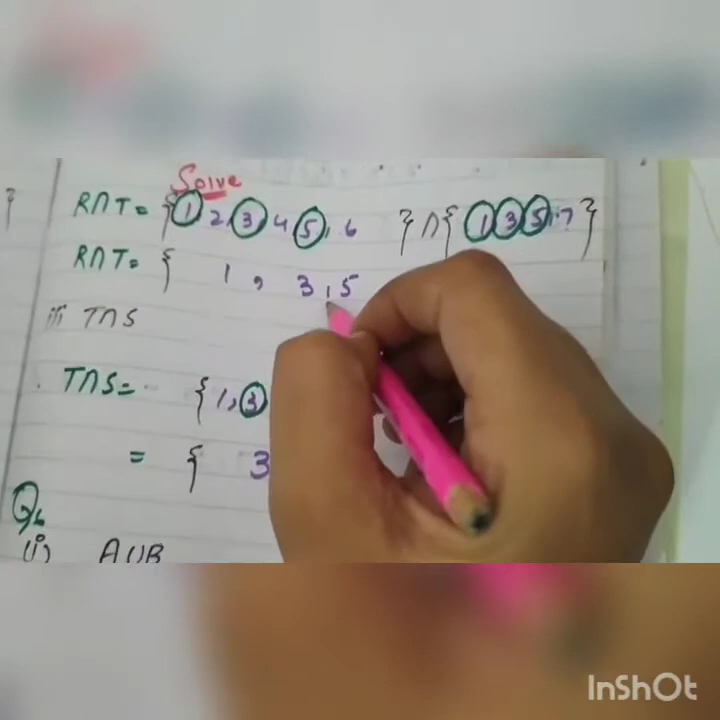 Solve
R∩T= { 1 2, 3 4 5, 6 } ∩ { 1 3 5, 7 }
R∩T= { 1, 3, 5
iii T∩S
T∩S= { 1, 3
= { 3
Q6
(i) A∪B
InShOt